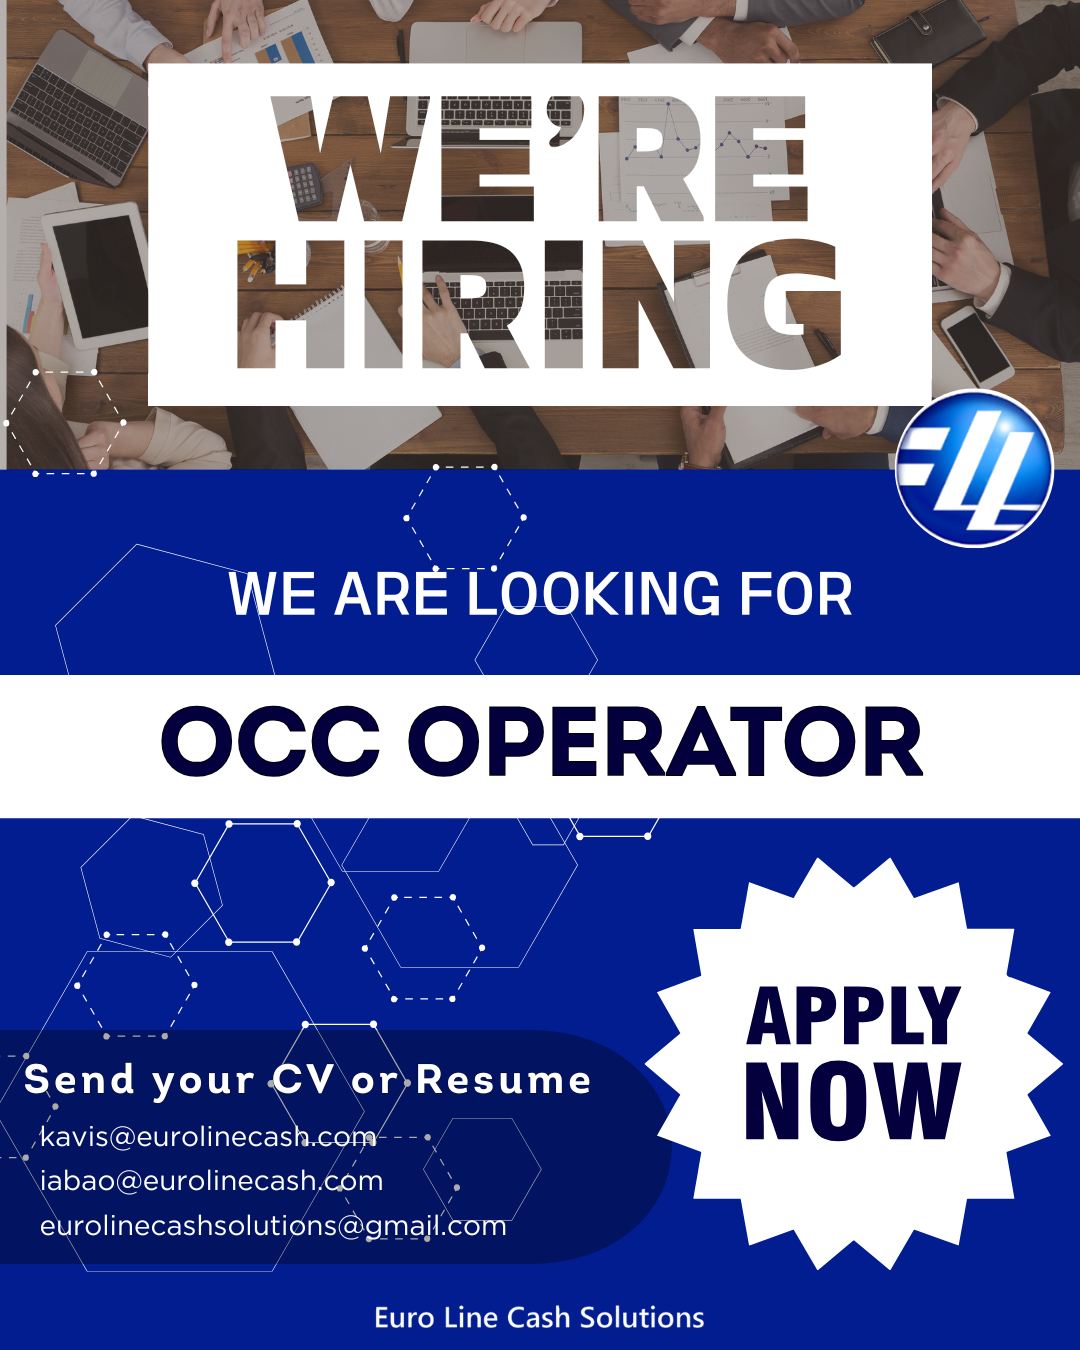 WE'RE
HIRING
WE ARE LOOKING FOR
OCC OPERATOR
APPLY
NOW
Send your CV or Resume
kavis@eurolinecash.com
iabao@eurolinecash.com
eurolinecashsolutions@gmail.com
Euro Line Cash Solutions